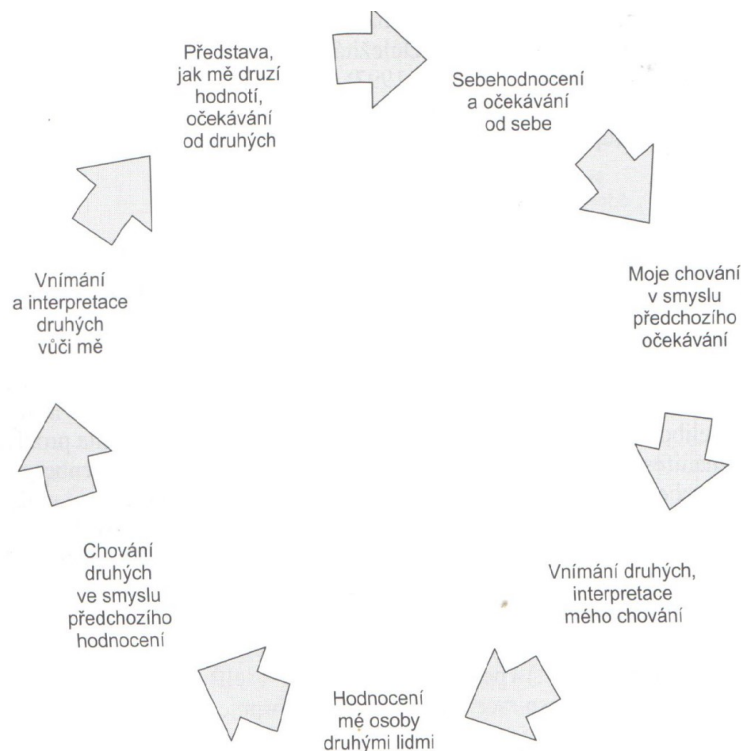 Představa,
jak mě druzí
hodnotí,
očekávání
od druhých
Sebehodnocení
a očekávání
od sebe
Moje chování
v smyslu
předchozího
očekávání
Vnímání druhých,
interpretace
mého chování
Hodnocení
mé osoby
druhými lidmi
Chování
druhých
ve smyslu
předchozího
hodnocení
Vnímání
a interpretace
druhých
vůči mě